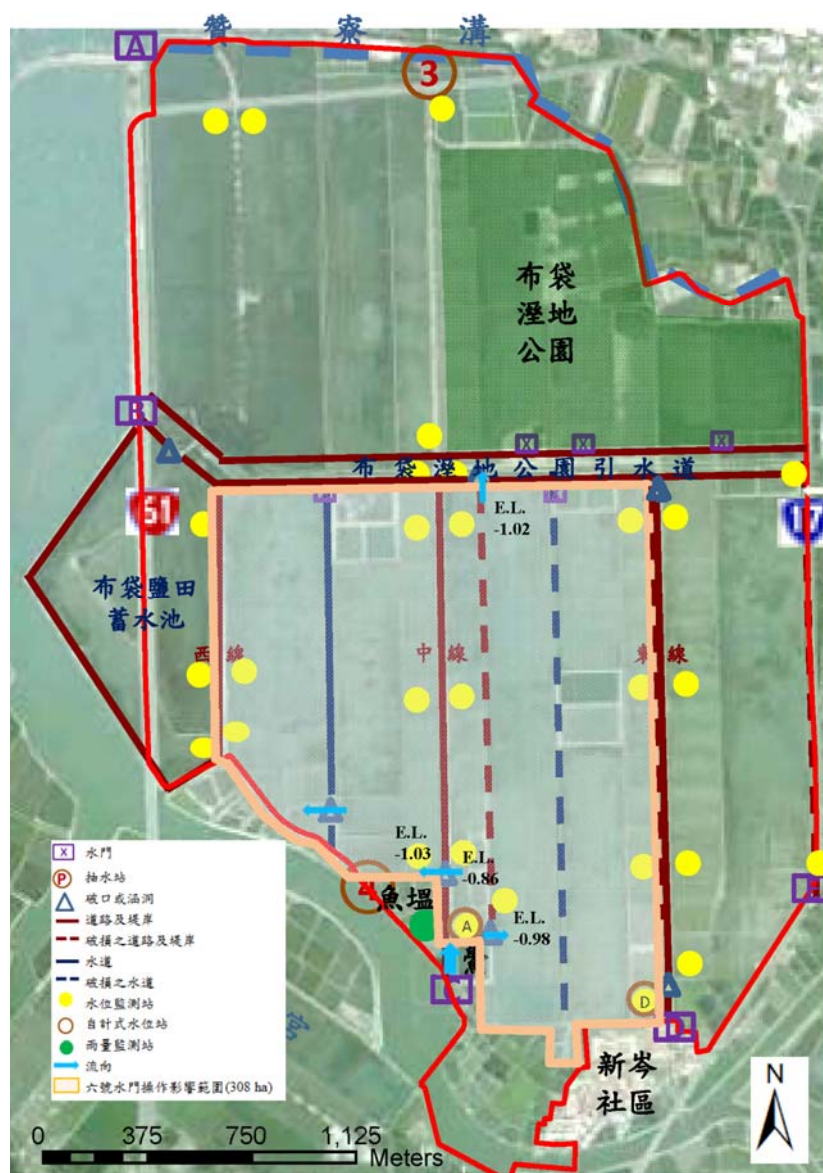 贊寮溝
A
3
布袋
溼地
公園
B
X
X
X
布袋溼地公園引水道
61
17
E.L.
-1.02
布袋鹽田
蓄水池
西線
中線
東線
E.L.
-1.03
E.L.
-0.86
魚塭
A
E.L.
-0.98
C
D
新岑
社區
X 水門
P 抽水站
破口或涵洞
道路及堤岸
破損之道路及堤岸
水道
破損之水道
水位監測站
自計式水位站
雨量監測站
流向
六號水門操作影響範圍(308 ha)
N
0 375 750 1,125
Meters